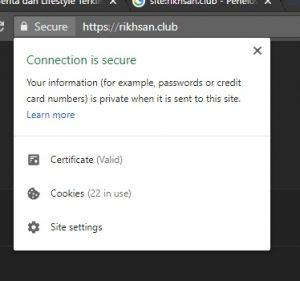 erita dan Lifestyle Terki
site:rikhsan.club - Penelo
Secure
https://rikhsan.club
Connection is secure
Your information (for example, passwords or credit
card numbers) is private when it is sent to this site.
Learn more
Certificate (Valid)
Cookies (22 in use)
Site settings